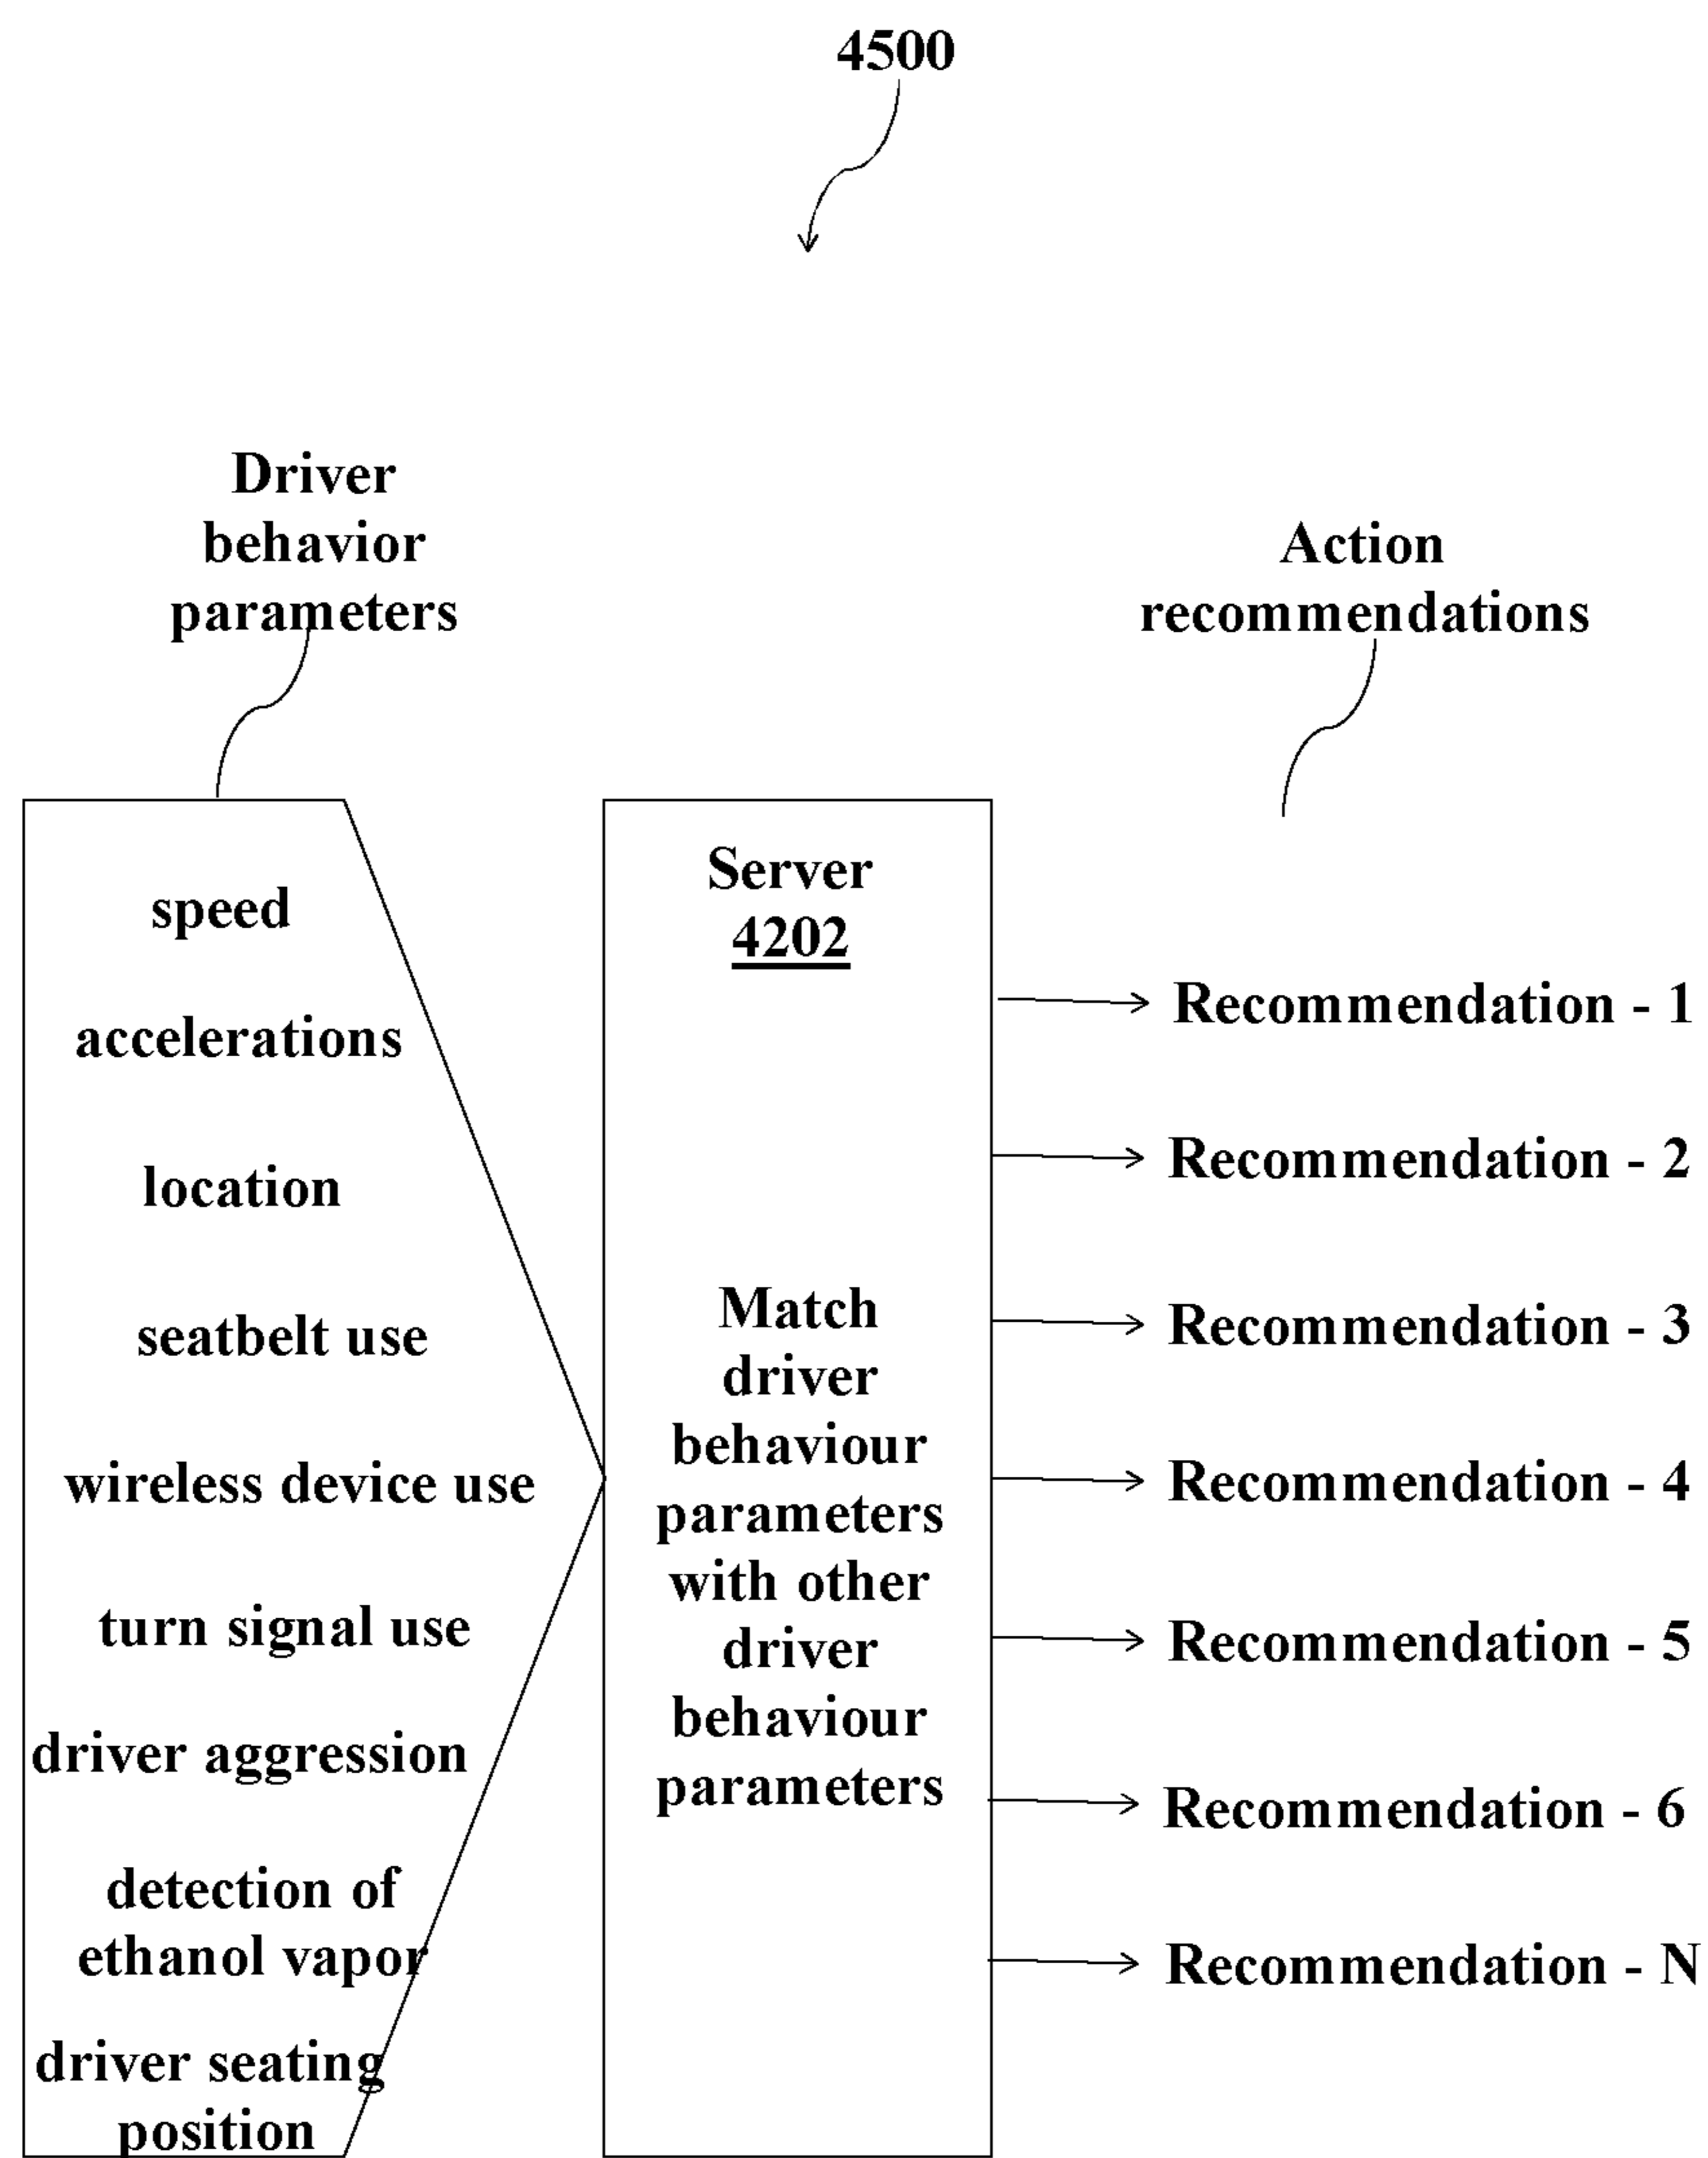 4500
Driver
behavior
parameters
Action
recommendations
speed
accelerations
location
seatbelt use
wireless device use
turn signal use
driver aggression
detection of
ethanol vapor
driver seating
position
Server
4202
Match
driver
behaviour
parameters
with other
driver
behaviour
parameters
Recommendation - 1
Recommendation - 2
Recommendation - 3
Recommendation - 4
Recommendation - 5
Recommendation - 6
Recommendation - N